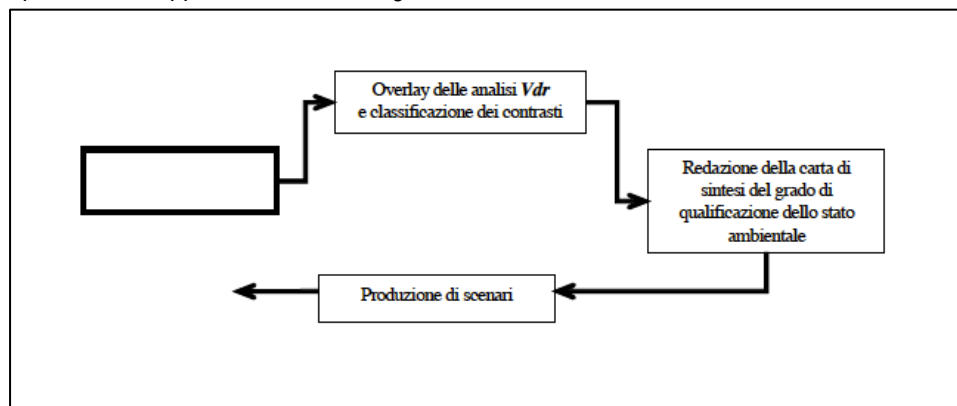 Overlay delle analisi Vdr
e classificazione dei contrasti
Redazione della carta di
sintesi del grado di
qualificazione dello stato
ambientale
Produzione di scenari